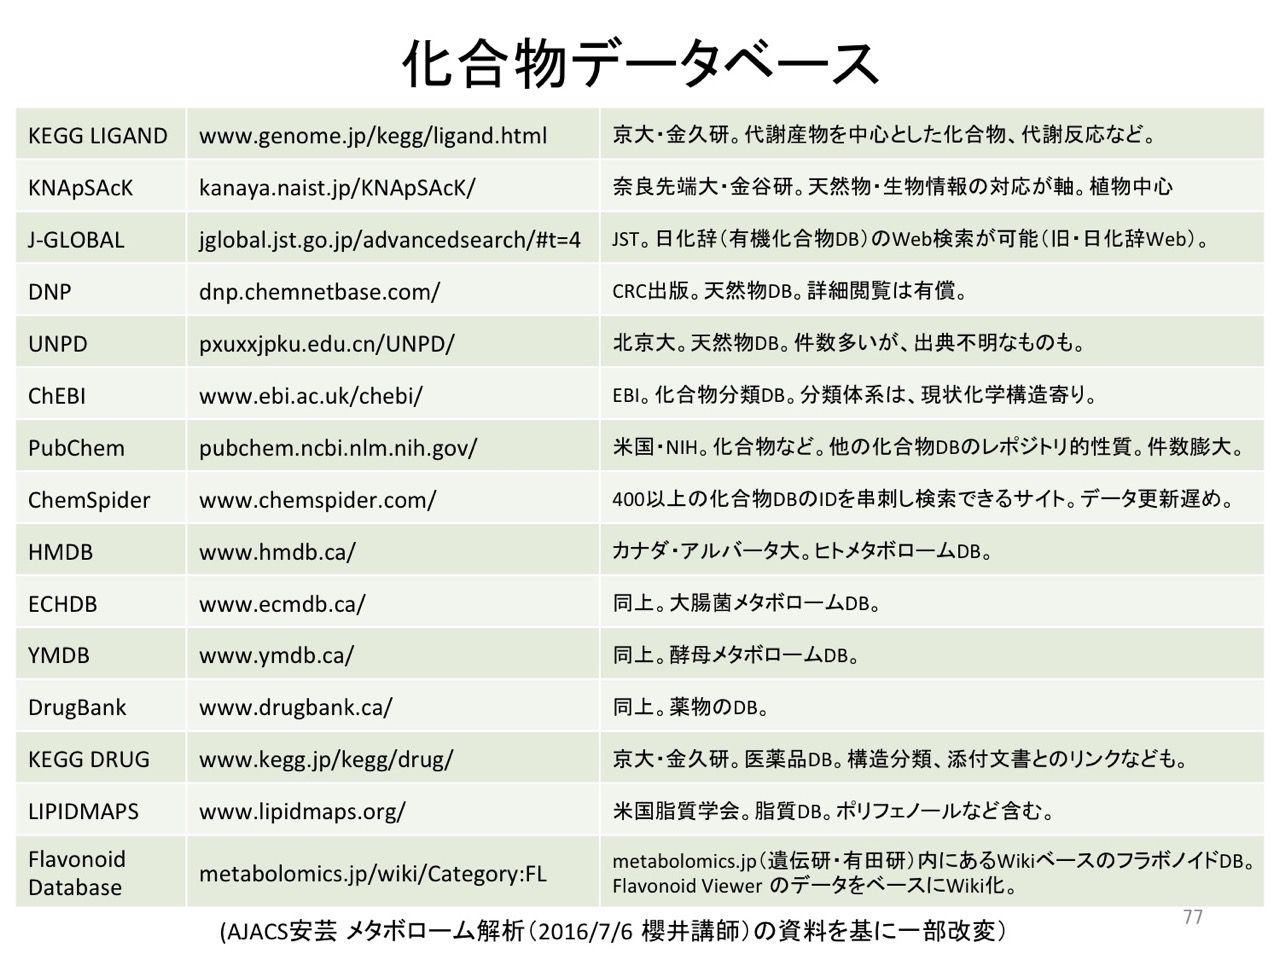 化合物データベース
KEGG LIGAND www.genome.jp/kegg/ligand.html 京大・金久研。代謝産物を中心とした化合物、代謝反応など。
KNApSAcK kanaya.naist.jp/KNApSAcK/ 奈良先端大・金谷研。天然物・生物情報の対応が軸。植物中心
J-GLOBAL jglobal.jst.go.jp/advancedsearch/#t=4 JST。日化辞（有機化合物DB）のWeb検索が可能（旧・日化辞Web）。
DNP dnp.chemnetbase.com/ CRC出版。天然物DB。詳細閲覧は有償。
UNPD pxuxxjpku.edu.cn/UNPD/ 北京大。天然物DB。件数多いが、出典不明なものも。
ChEBI www.ebi.ac.uk/chebi/ EBI。化合物分類DB。分類体系は、現状化学構造寄り。
PubChem pubchem.ncbi.nlm.nih.gov/ 米国・NIH。化合物など。他の化合物DBのレポジトリ的性質。件数膨大。
ChemSpider www.chemspider.com/ 400以上の化合物DBのIDを串刺し検索できるサイト。データ更新遅め。
HMDB www.hmdb.ca/ カナダ・アルバータ大。ヒトメタボロームDB。
ECHDB www.ecmdb.ca/ 同上。大腸菌メタボロームDB。
YMDB www.ymdb.ca/ 同上。酵母メタボロームDB。
DrugBank www.drugbank.ca/ 同上。薬物のDB。
KEGG DRUG www.kegg.jp/kegg/drug/ 京大・金久研。医薬品DB。構造分類、添付文書とのリンクなども。
LIPIDMAPS www.lipidmaps.org/ 米国脂質学会。脂質DB。ポリフェノールなど含む。
Flavonoid
Database
metabolomics.jp/wiki/Category:FL
metabolomics.jp（遺伝研・有田研）内にあるWikiベースのフラボノイドDB。
Flavonoid Viewer のデータをベースにWiki化。
77
(AJACS安芸 メタボローム解析（2016/7/6 櫻井講師）の資料を基に一部改変）